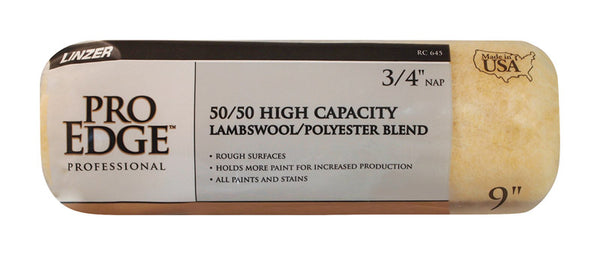 LINZER
RC 645
Made in
USA
3/4" NAP
PRO
EDGE™
PROFESSIONAL
50/50 HIGH CAPACITY
LAMBSWOOL/POLYESTER BLEND
• ROUGH SURFACES
• HOLDS MORE PAINT FOR INCREASED PRODUCTION
• ALL PAINTS AND STAINS
9"